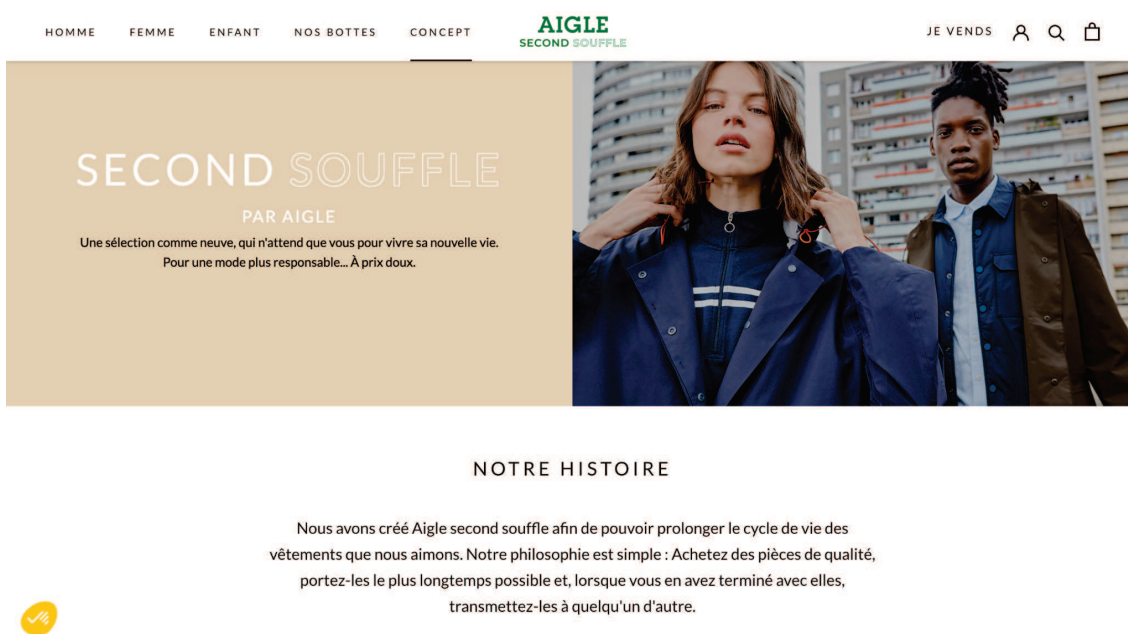 HOMME FEMME ENFANT NOS BOTTES CONCEPT
AIGLE
SECOND SOUFFLE
JE VENDS
SECOND SOUFFLE
PAR AIGLE
Une sélection comme neuve, qui n'attend que vous pour vivre sa nouvelle vie.
Pour une mode plus responsable... À prix doux.
NOTRE HISTOIRE
Nous avons créé Aigle second souffle afin de pouvoir prolonger le cycle de vie des
vêtements que nous aimons. Notre philosophie est simple : Achetez des pièces de qualité,
portez-les le plus longtemps possible et, lorsque vous en avez terminé avec elles,
transmettez-les à quelqu'un d'autre.